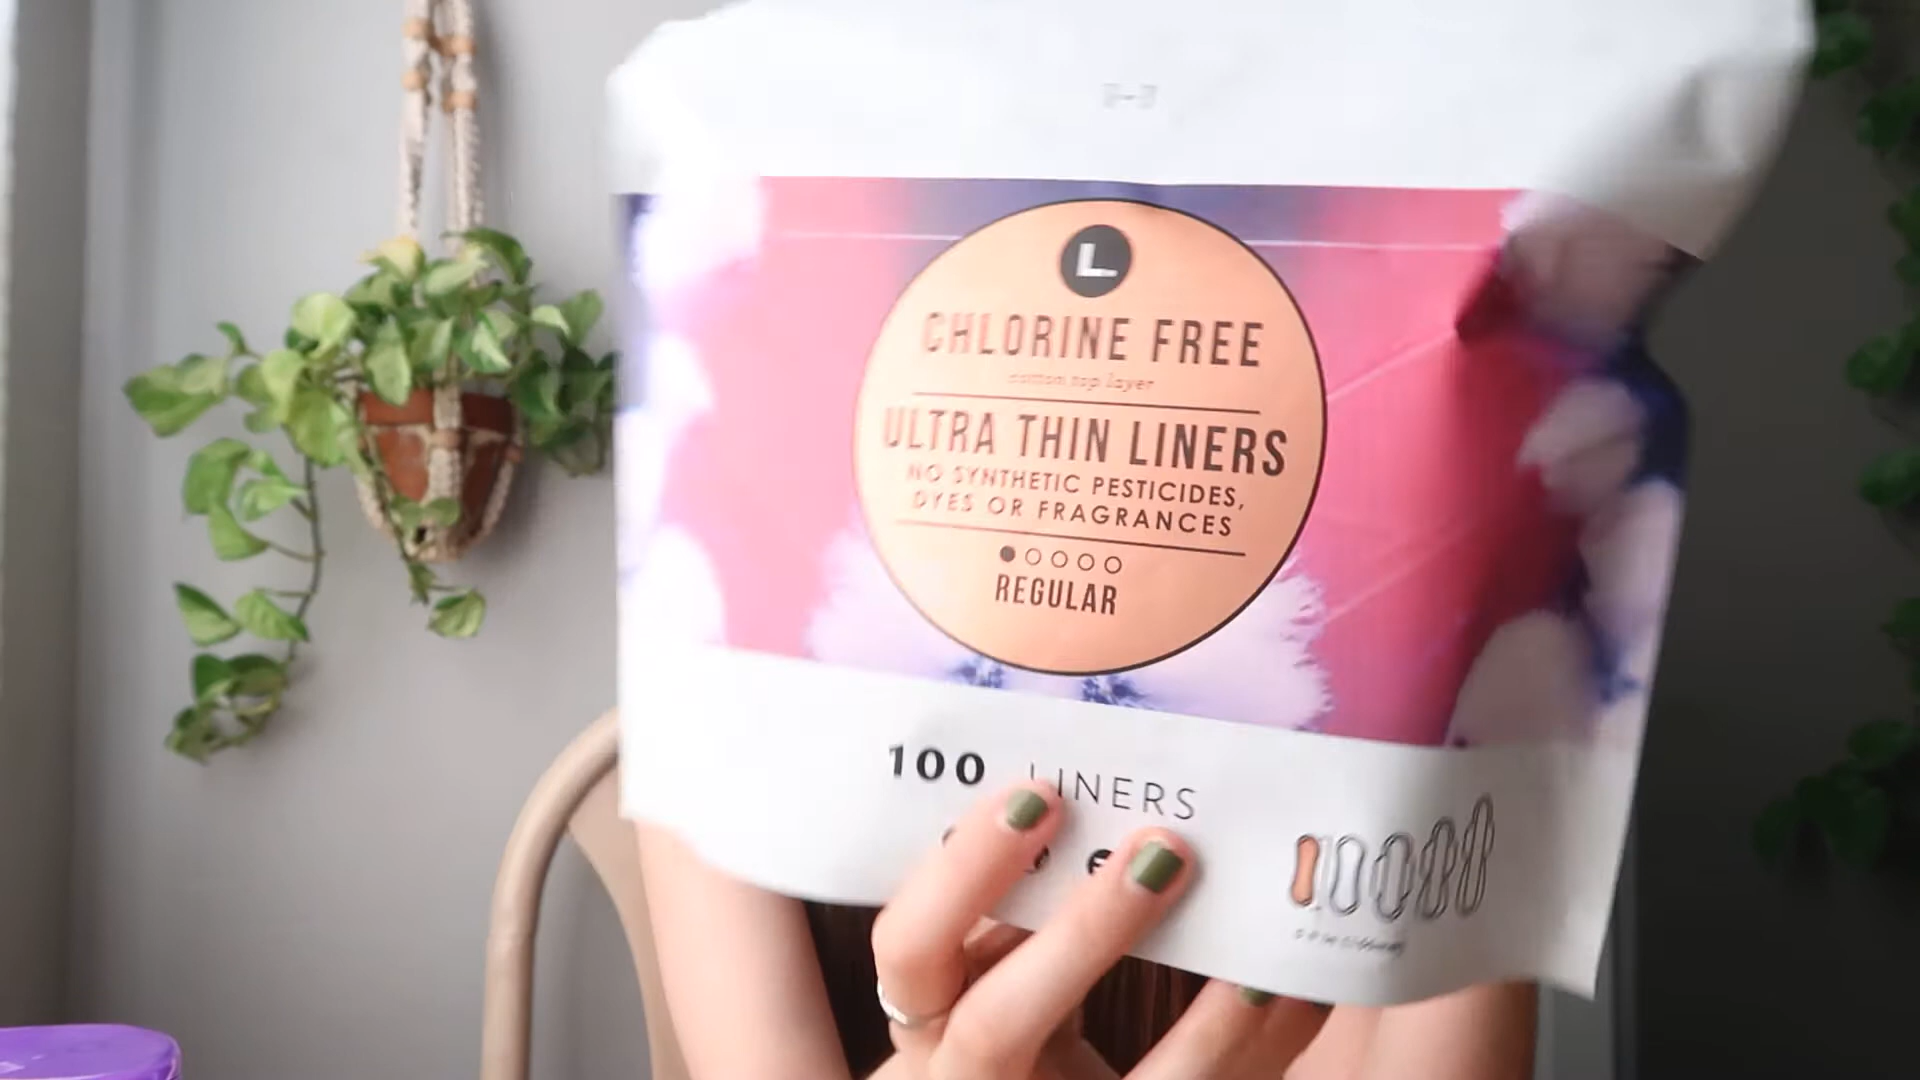 L
CHLORINE FREE
cotton top layer
ULTRA THIN LINERS
NO SYNTHETIC PESTICIDES,
DYES OR FRAGRANCES
REGULAR
100 LINERS